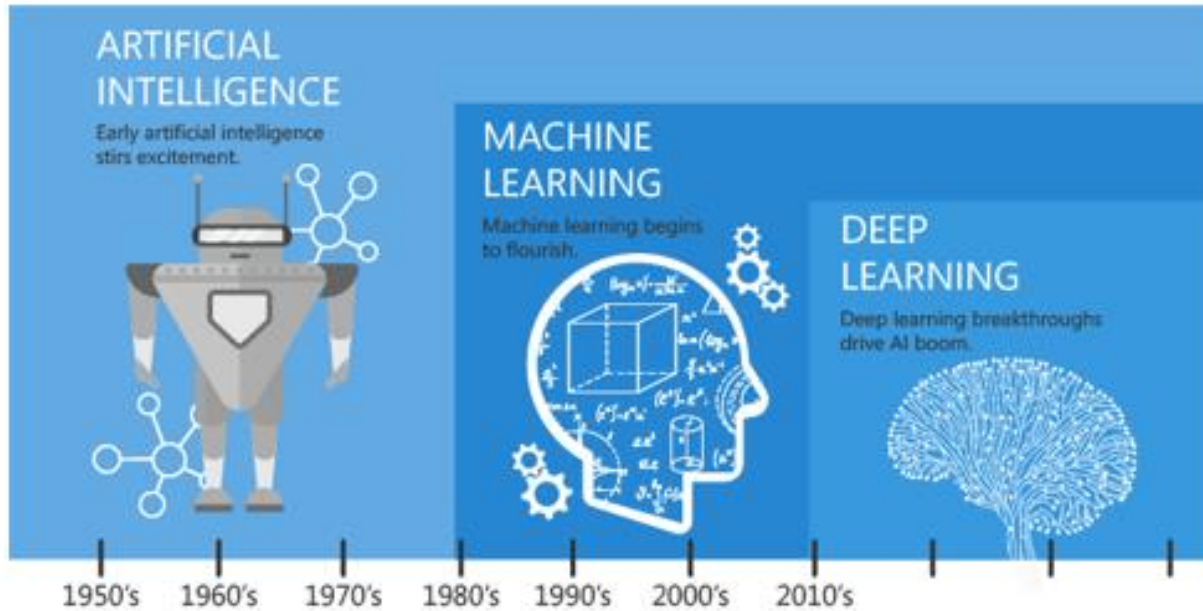 ARTIFICIAL
INTELLIGENCE
Early artificial intelligence
stirs excitement.
MACHINE
LEARNING
Machine learning begins
to flourish.
DEEP
LEARNING
Deep learning breakthroughs
drive AI boom.
1950's 1960's 1970's 1980's 1990's 2000's 2010's